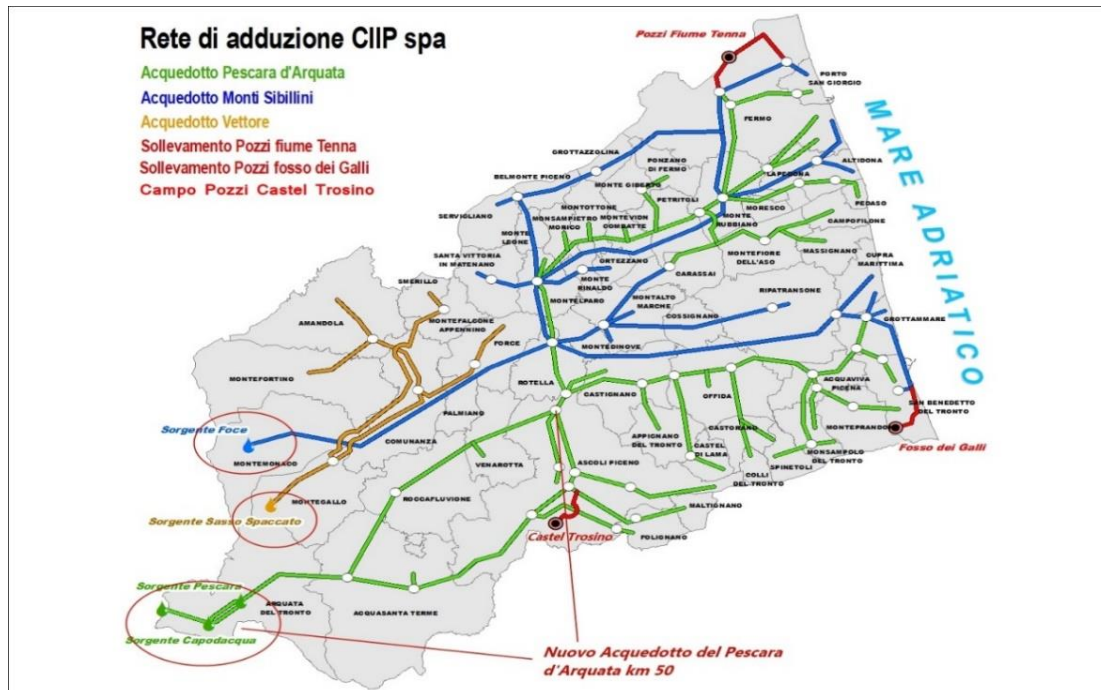 Rete di adduzione CIIP spa
Acquedotto Pescara d'Arquata
Acquedotto Monti Sibillini
Acquedotto Vettore
Sollevamento Pozzi fiume Tenna
Sollevamento Pozzi fosso dei Galli
Campo Pozzi Castel Trosino
Pozzi Fiume Tenna
PORTO
SAN GIORGIO
FERMO
MARE ADRIATICO
GROTTAZZOLINA
PONZANO
DI FERMO
LAPEDONA
ALTIDONA
BELMONTE PICENO
MONTE GIBERTO
PETRITOLI
MORESCO
PEDASO
SERVIGLIANO
MONTOTTONE
MONSAMPIETRO
MORICO
MONTEVIDON
COMBATTE
MONTE
RUBBIANO
CAMPOFILONE
MONTE
LEONE
MASSIGNANO
SANTA VITTORIA
IN MATENANO
ORTEZZANO
MONTEFIORE
DELL'ASO
CUPRA
MARITTIMA
MONTE
RINALDO
CARASSAI
SMERILLO
MONTELPARO
MONTALTO
MARCHE
RIPATRANSONE
AMANDOLA
MONTEFALCONE
APPENNINO
COSSIGNANO
GROTTAMMARE
FORCE
MONTEDINOVE
MONTEFORTINO
ROTELLA
CASTIGNANO
OFFIDA
ACQUAVIVA
PICENA
SAN BENEDETTO
DEL TRONTO
PALMIANO
Sorgente Foce
COMUNANZA
APPIGNANO
DEL TRONTO
CASTORANO
MONTEPRANDO
MONTEMONACO
CASTEL
DI LAMA
MONSAMPOLO
DEL TRONTO
Fosso dei Galli
VENAROTTA
ASCOLI PICENO
COLLI
DEL TRONTO
SPINETOLI
MONTEGALLO
ROCCAFLUVIONE
MALTIGNANO
Sorgente Sasso Spaccato
Castel Trosino
FOLIGNANO
Sorgente Pescara
ARQUATA
DEL TRONTO
ACQUASANTA TERME
Sorgente Capodacqua
Nuovo Acquedotto del Pescara
d'Arquata km 50